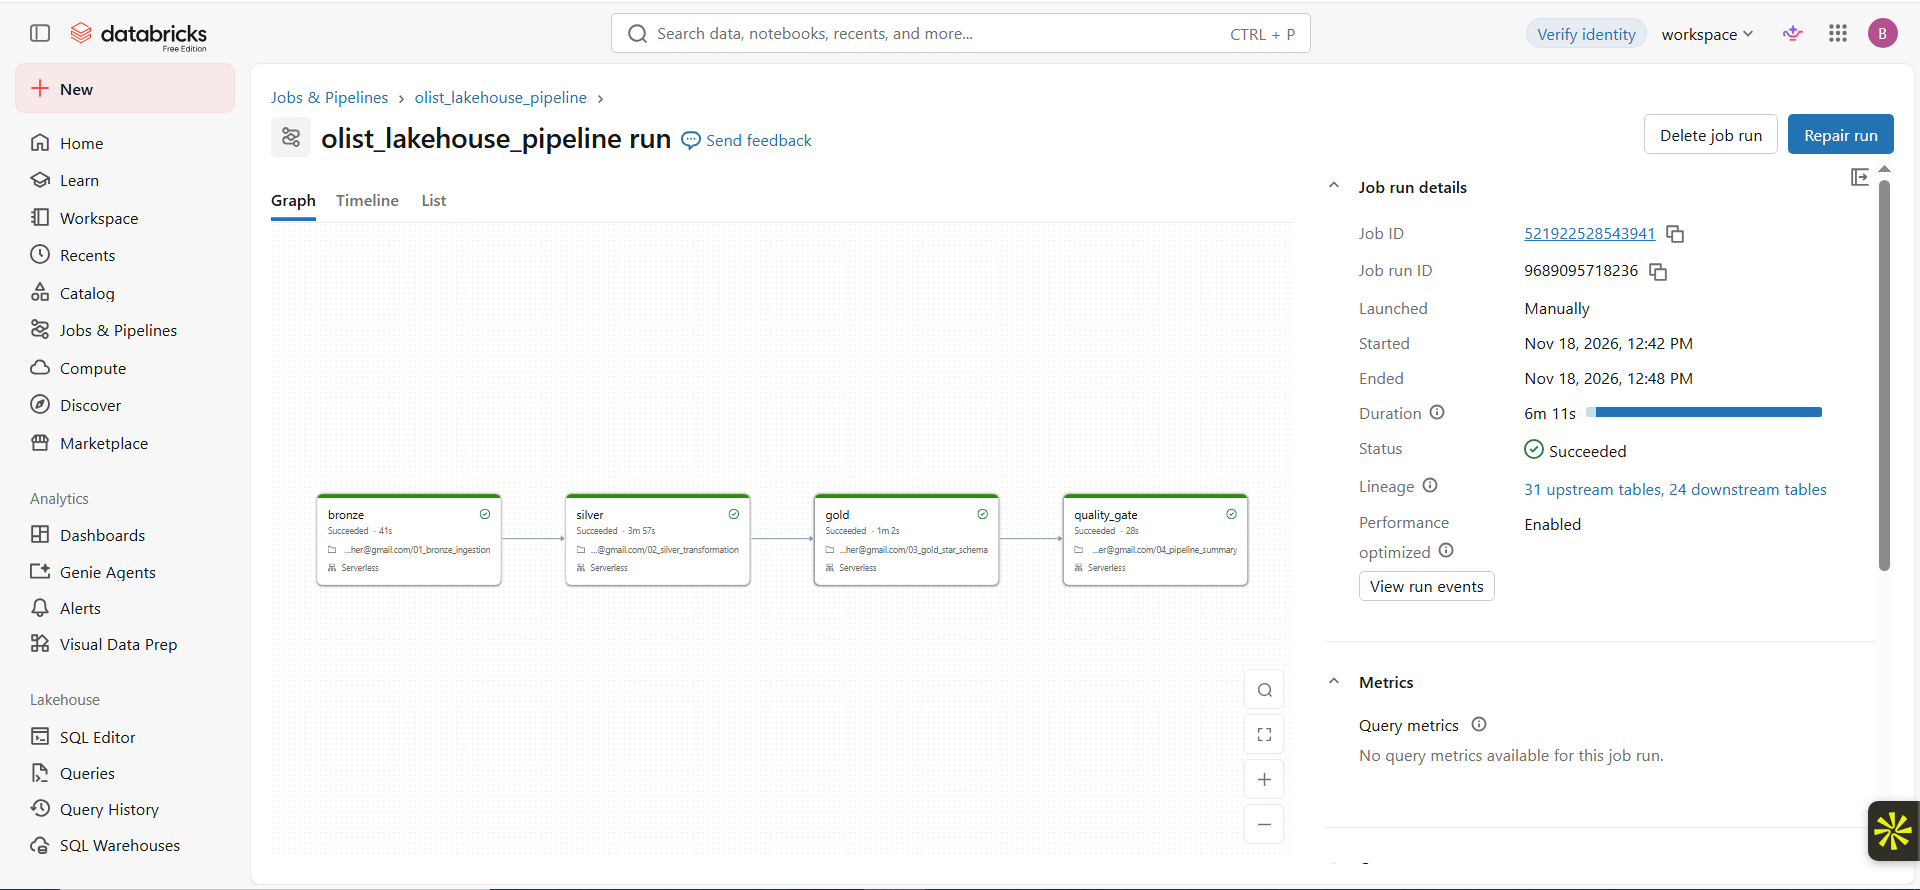 databricks
Free Edition
Search data, notebooks, recents, and more...
CTRL + P
Verify identity
workspace
B
New
Home
Learn
Workspace
Recents
Catalog
Jobs & Pipelines
Compute
Discover
Marketplace
Analytics
Dashboards
Genie Agents
Alerts
Visual Data Prep
Lakehouse
SQL Editor
Queries
Query History
SQL Warehouses
Jobs & Pipelines › olist_lakehouse_pipeline ›
olist_lakehouse_pipeline run
Send feedback
Delete job run
Repair run
Graph
Timeline
List
bronze
Succeeded · 41s
...her@gmail.com/01_bronze_ingestion
Serverless
silver
Succeeded · 3m 57s
...@gmail.com/02_silver_transformation
Serverless
gold
Succeeded · 1m 2s
...her@gmail.com/03_gold_star_schema
Serverless
quality_gate
Succeeded · 28s
...er@gmail.com/04_pipeline_summary
Serverless
Job run details
Job ID 521922528543941
Job run ID 9689095718236
Launched Manually
Started Nov 18, 2026, 12:42 PM
Ended Nov 18, 2026, 12:48 PM
Duration 6m 11s
Status Succeeded
Lineage 31 upstream tables, 24 downstream tables
Performance optimized Enabled
View run events
Metrics
Query metrics
No query metrics available for this job run.